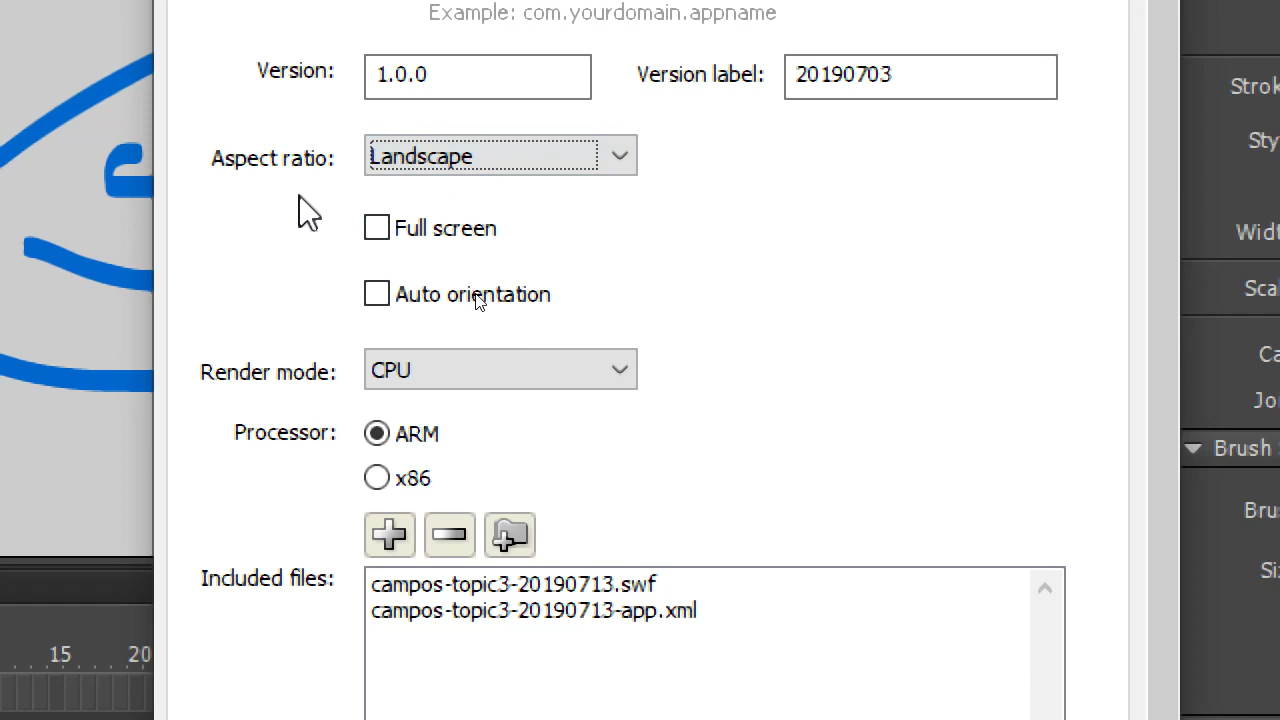 Example: com.yourdomain.appname
Version: 1.0.0 Version label: 20190703
Aspect ratio: Landscape
Full screen
Auto orientation
Render mode: CPU
Processor: ARM
x86
Included files: campos-topic3-20190713.swf
campos-topic3-20190713-app.xml
15 20
Brush